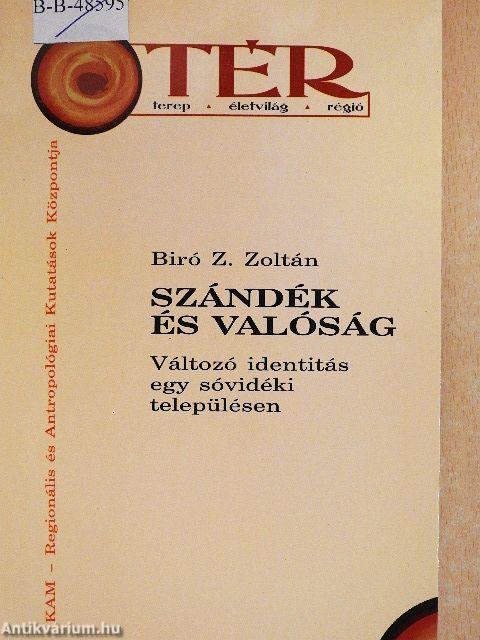 B-B-48395
TÉR
terep ▲ életvilág ▲ régió
KAM – Regionális és Antropológiai Kutatások Központja
Biró Z. Zoltán
SZÁNDÉK
ÉS VALÓSÁG
Változó identitás
egy sóvidéki
településen
Antikvarium.hu